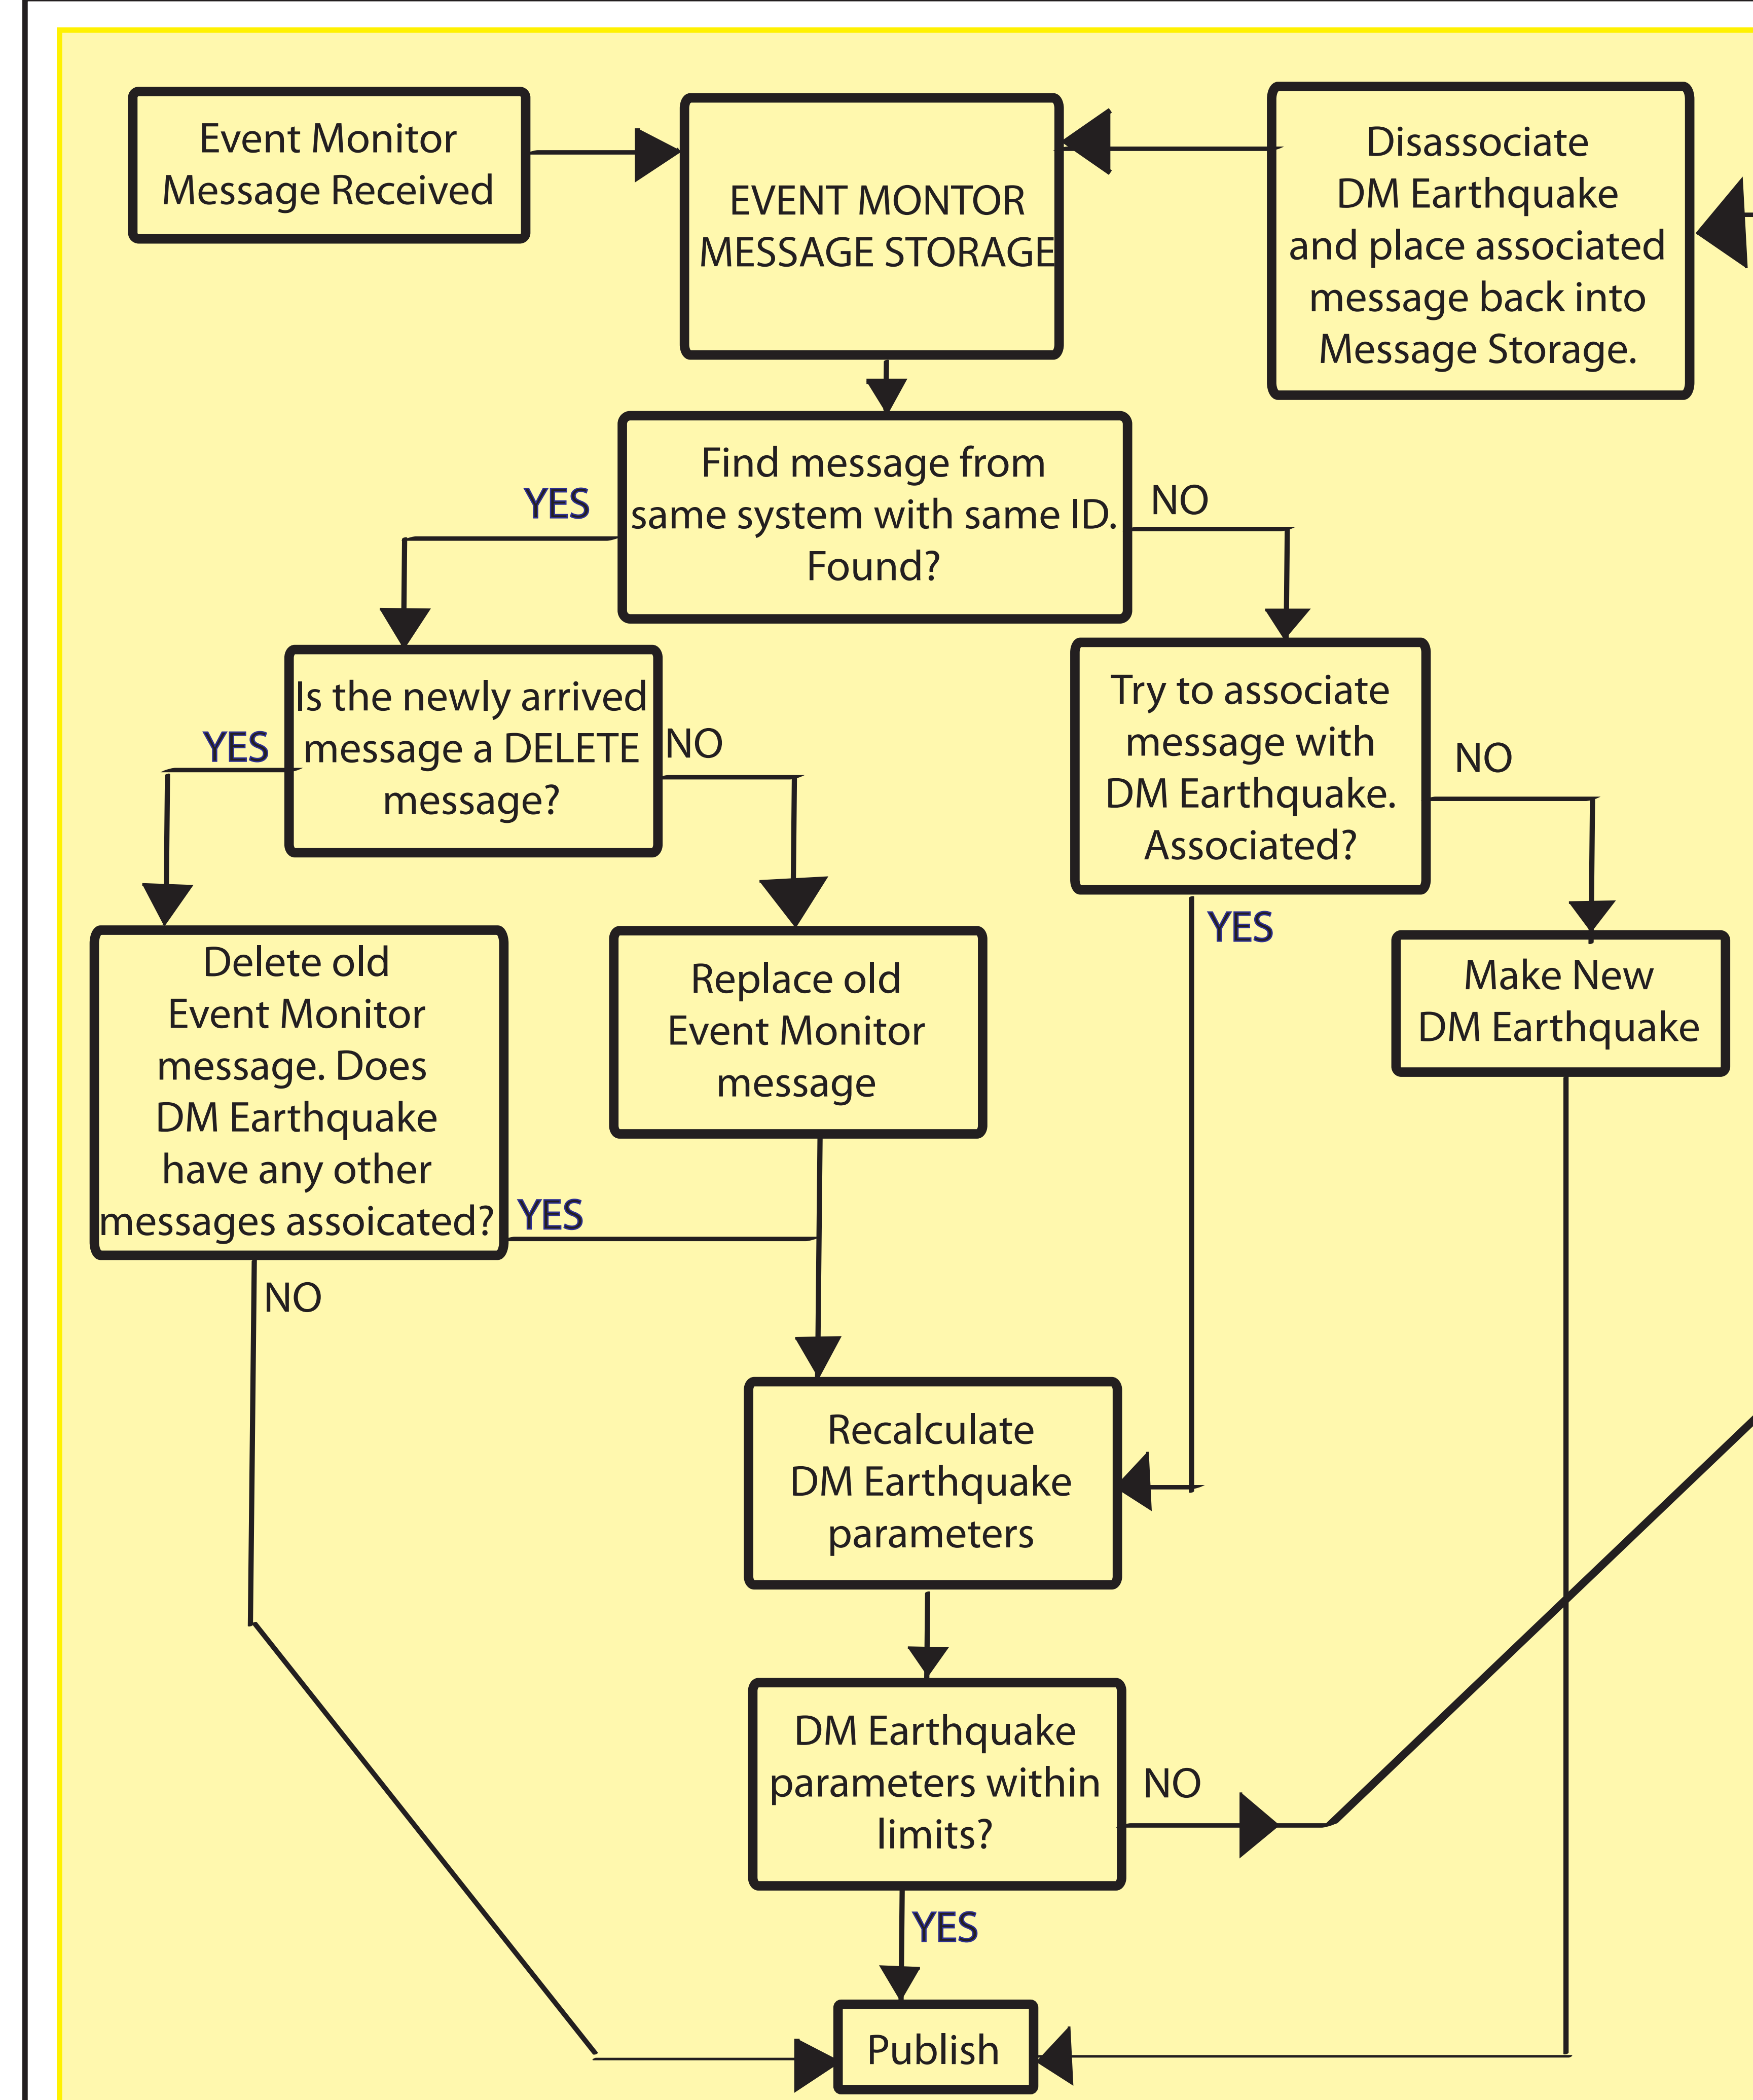 Event Monitor
Message Received
EVENT MONTOR
MESSAGE STORAGE
Disassociate
DM Earthquake
and place associated
message back into
Message Storage.
Find message from
same system with same ID.
Found?
YES
NO
Is the newly arrived
message a DELETE
message?
YES
NO
Try to associate
message with
DM Earthquake.
Associated?
NO
YES
Delete old
Event Monitor
message. Does
DM Earthquake
have any other
messages assoicated?
YES
NO
Replace old
Event Monitor
message
Make New
DM Earthquake
Recalculate
DM Earthquake
parameters
DM Earthquake
parameters within
limits?
NO
YES
Publish